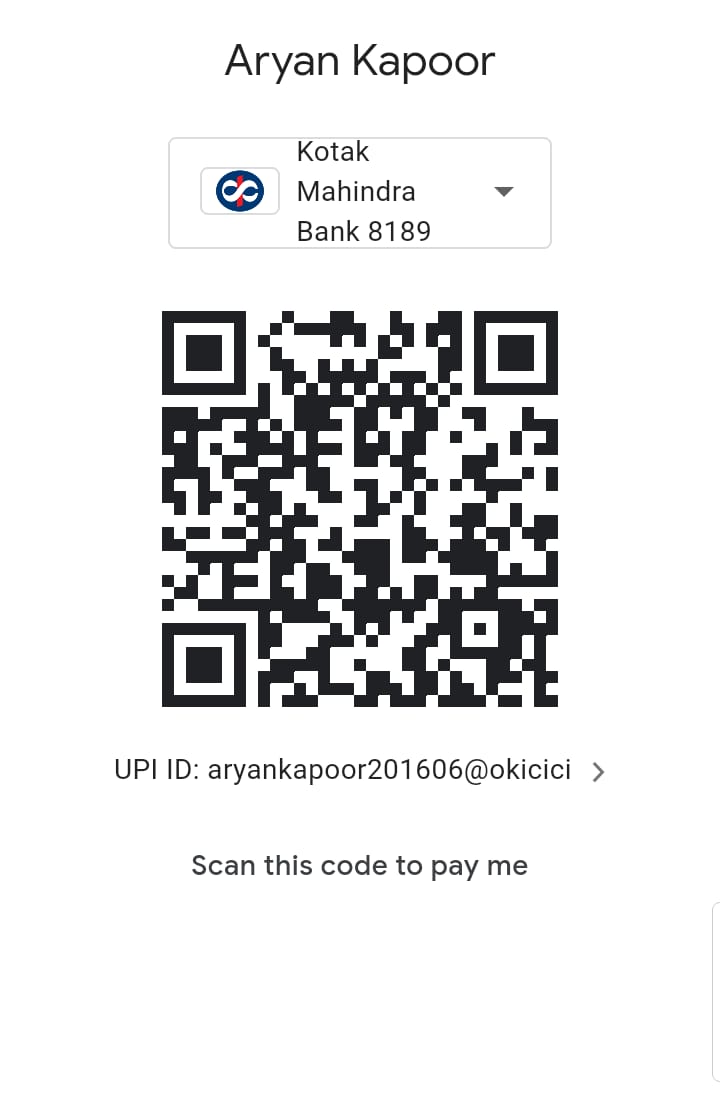 Aryan Kapoor
Kotak
Mahindra
Bank 8189
UPI ID: aryankapoor201606@okicici
Scan this code to pay me